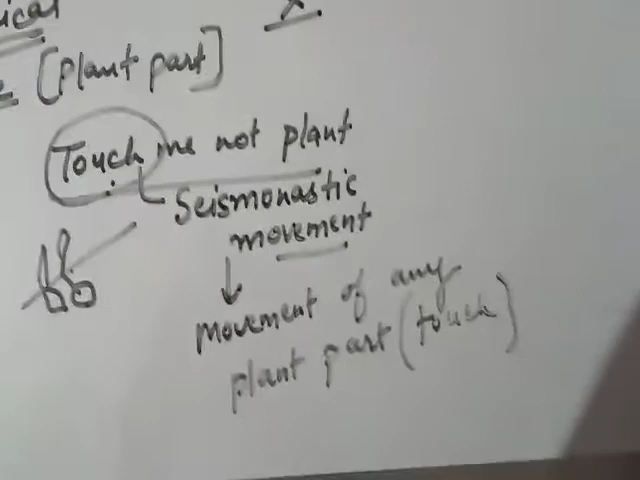 [Plant part]
Touch me not plant
Seismonastic
movement
movement of any
plant part (touch)